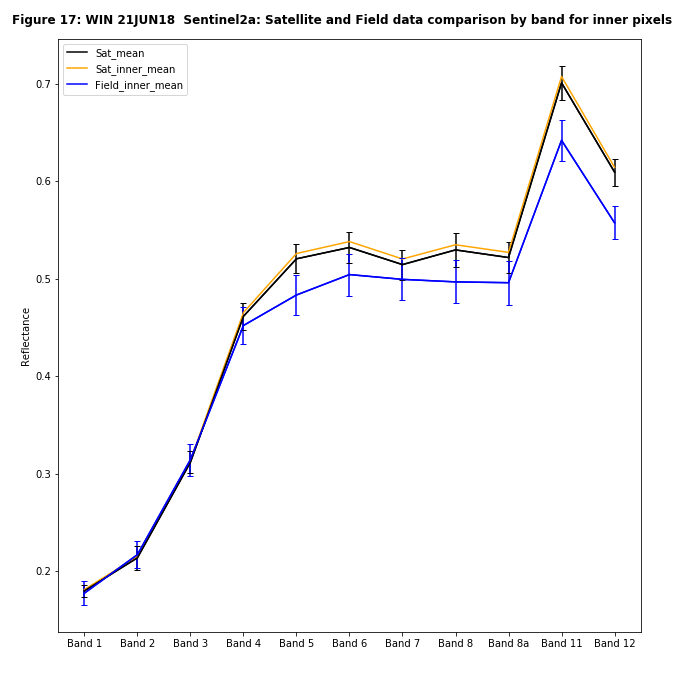 Figure 17: WIN 21JUN18  Sentinel2a: Satellite and Field data comparison by band for inner pixels
Sat_mean
Sat_inner_mean
Field_inner_mean
0.7
0.6
0.5
0.4
0.3
0.2
Reflectance
Band 1 Band 2 Band 3 Band 4 Band 5 Band 6 Band 7 Band 8 Band 8a Band 11 Band 12